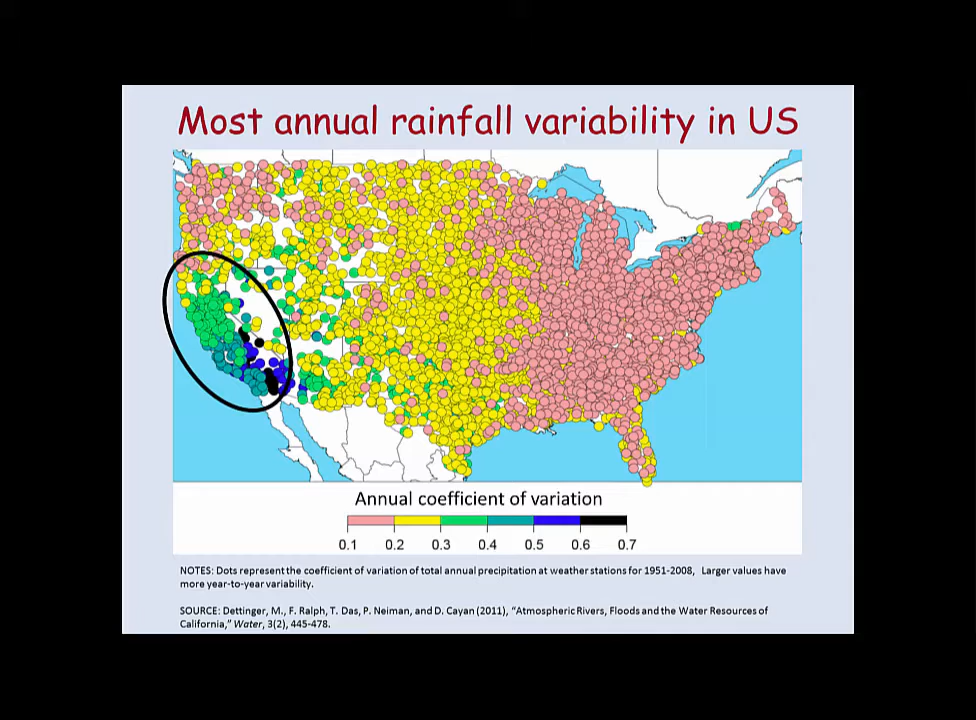 Most annual rainfall variability in US
Annual coefficient of variation
0.1 0.2 0.3 0.4 0.5 0.6 0.7
NOTES: Dots represent the coefficient of variation of total annual precipitation at weather stations for 1951-2008, Larger values have
more year-to-year variability.
SOURCE: Dettinger, M., F. Ralph, T. Das, P. Neiman, and D. Cayan (2011), “Atmospheric Rivers, Floods and the Water Resources of
California,” Water, 3(2), 445-478.